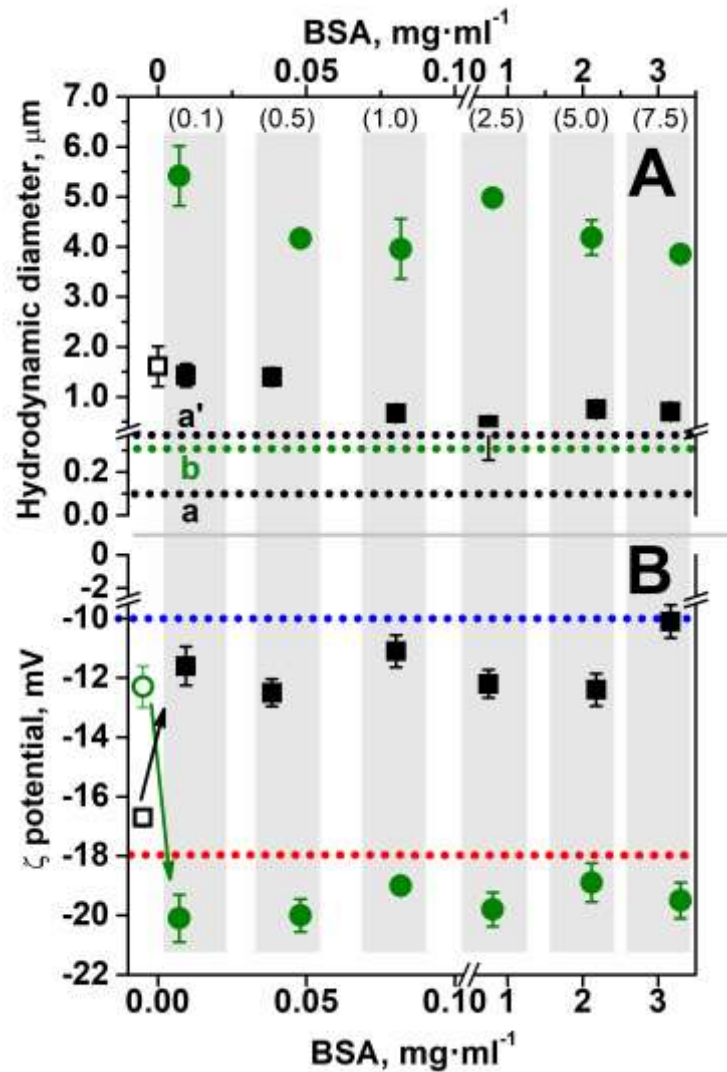 BSA, mg·ml-1
0 0.05 0.10 1 2 3
7.0 (0.1) (0.5) (1.0) (2.5) (5.0) (7.5)
6.0 A
5.0
4.0
3.0
2.0
1.0
a'
0.2 b
0.0 a
Hydrodynamic diameter, μm
0 B
-2
-10
-12
-14
-16
-18
-20
-22
ζ potential, mV
0.00 0.05 0.10 1 2 3
BSA, mg·ml-1